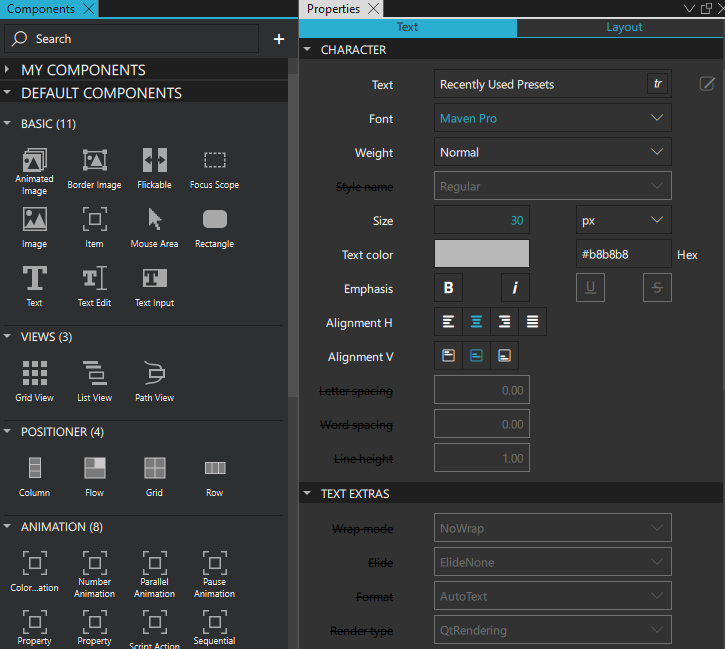 Components
Search
MY COMPONENTS
DEFAULT COMPONENTS
BASIC (11)
Animated
Image
Border Image
Flickable
Focus Scope
Image
Item
Mouse Area
Rectangle
Text
Text Edit
Text Input
VIEWS (3)
Grid View
List View
Path View
POSITIONER (4)
Column
Flow
Grid
Row
ANIMATION (8)
Color...ation
Number
Animation
Parallel
Animation
Pause
Animation
Property
Property
Script Action
Sequential
Properties
Text
Layout
CHARACTER
Text
Recently Used Presets
tr
Font
Maven Pro
Weight
Normal
Style name
Regular
Size
30
px
Text color
#b8b8b8
Hex
Emphasis
B
i
U
S
Alignment H
Alignment V
Letter spacing
0.00
Word spacing
0.00
Line height
1.00
TEXT EXTRAS
Wrap mode
NoWrap
Elide
ElideNone
Format
AutoText
Render type
QtRendering